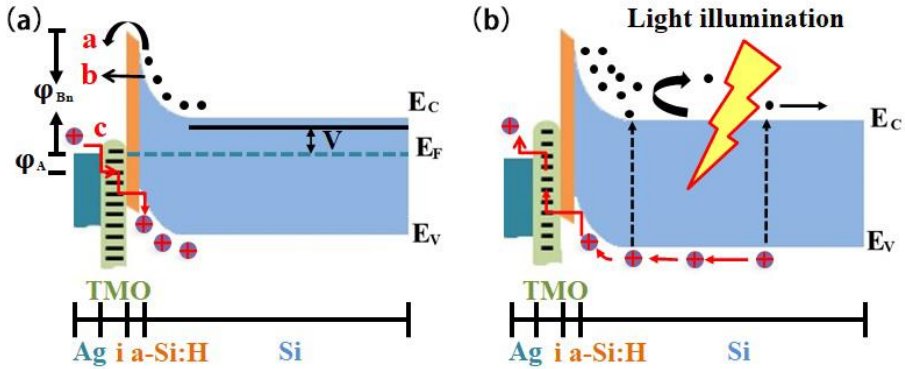 (a)
a
b
φBn
c
φA
EC
V
EF
EV
TMO
Ag i a-Si:H Si
(b)
Light illumination
EC
EV
TMO
Ag i a-Si:H Si